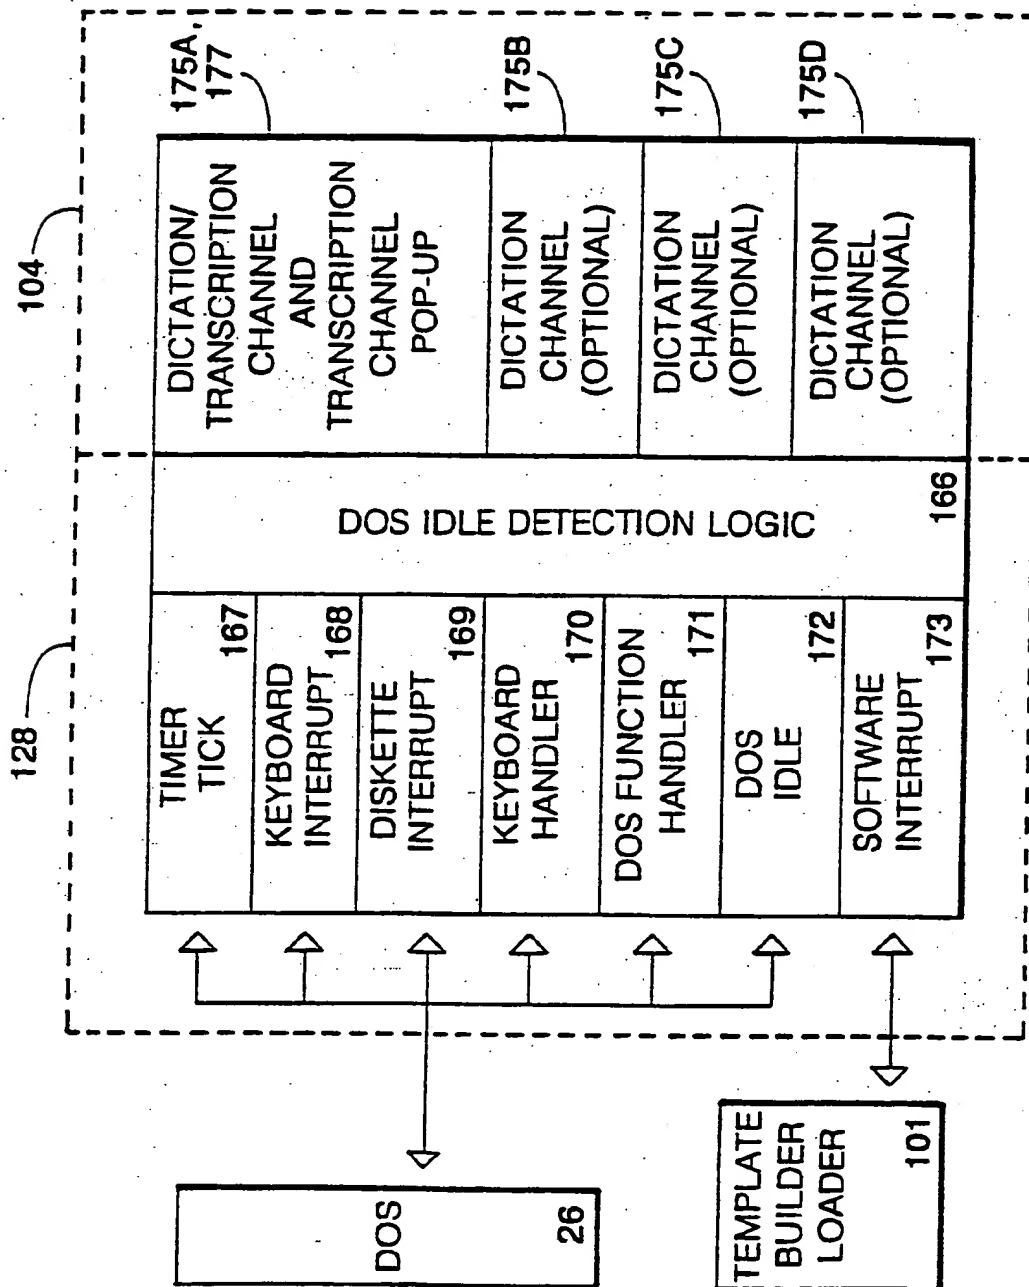 128
104
TIMER
TICK
167
KEYBOARD
INTERRUPT
168
DISKETTE
INTERRUPT
169
KEYBOARD
HANDLER
170
DOS FUNCTION
HANDLER
171
DOS
IDLE
172
SOFTWARE
INTERRUPT
173
DOS IDLE DETECTION LOGIC
166
DICTATION/
TRANSCRIPTION
CHANNEL
AND
TRANSCRIPTION
CHANNEL
POP-UP
175A,
177
DICTATION
CHANNEL
(OPTIONAL)
175B
DICTATION
CHANNEL
(OPTIONAL)
175C
DICTATION
CHANNEL
(OPTIONAL)
175D
DOS
26
TEMPLATE
BUILDER
LOADER
101